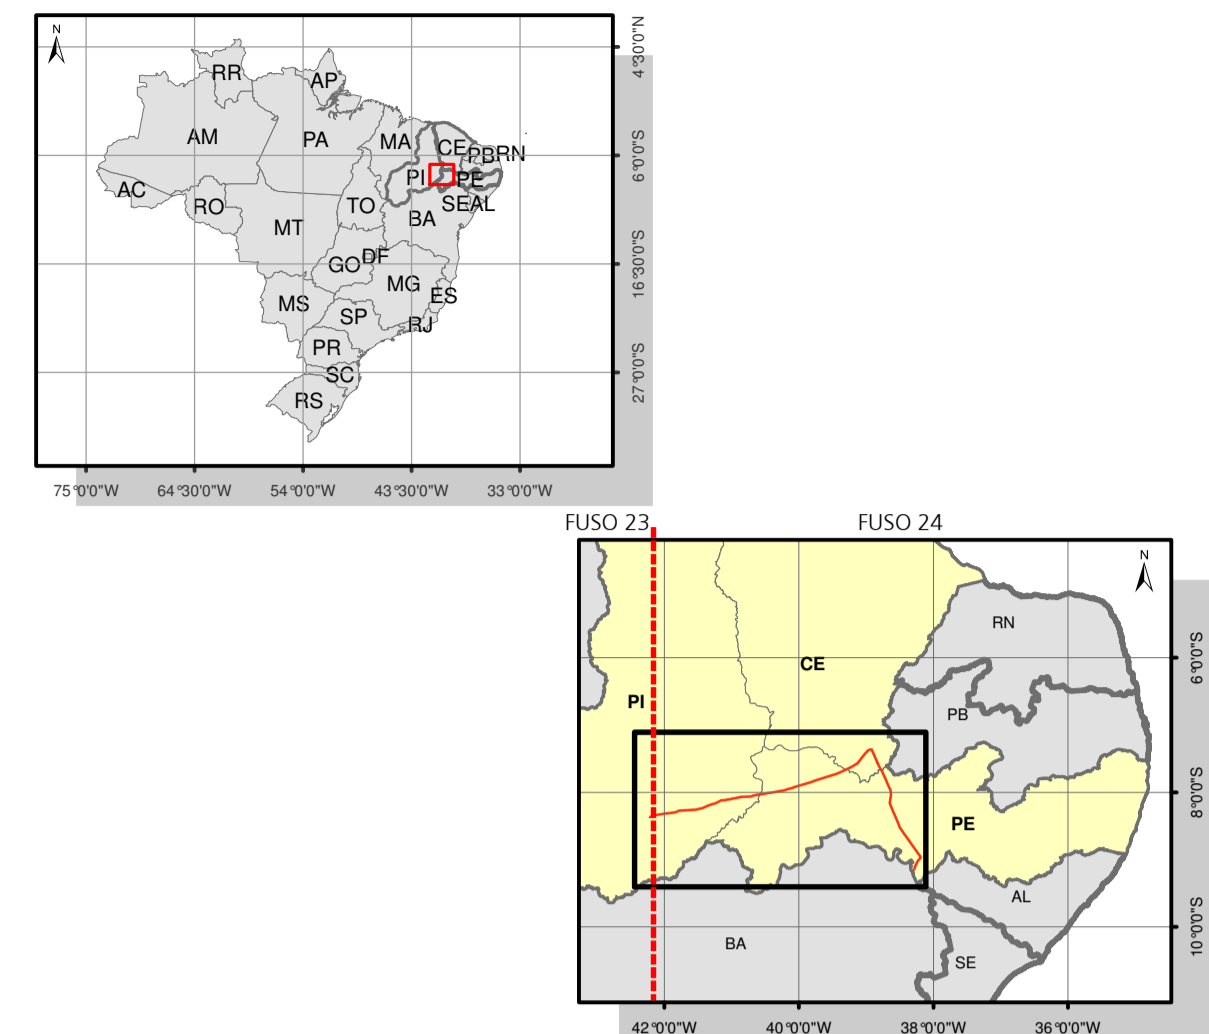 N
4°30'0"N
RR
AP
AM
PA
MA
CE
PB
RN
6°0'0"S
PI
PE
AC
RO
TO
SE
AL
MT
BA
DF
GO
16°30'0"S
MG
MS
ES
SP
RJ
PR
27°0'0"S
SC
RS
75°0'0"W 64°30'0"W 54°0'0"W 43°30'0"W 33°0'0"W
FUSO 23 FUSO 24
N
RN
6°0'0"S
CE
PI
PB
8°0'0"S
PE
AL
10°0'0"S
BA
SE
42°0'0"W 40°0'0"W 38°0'0"W 36°0'0"W